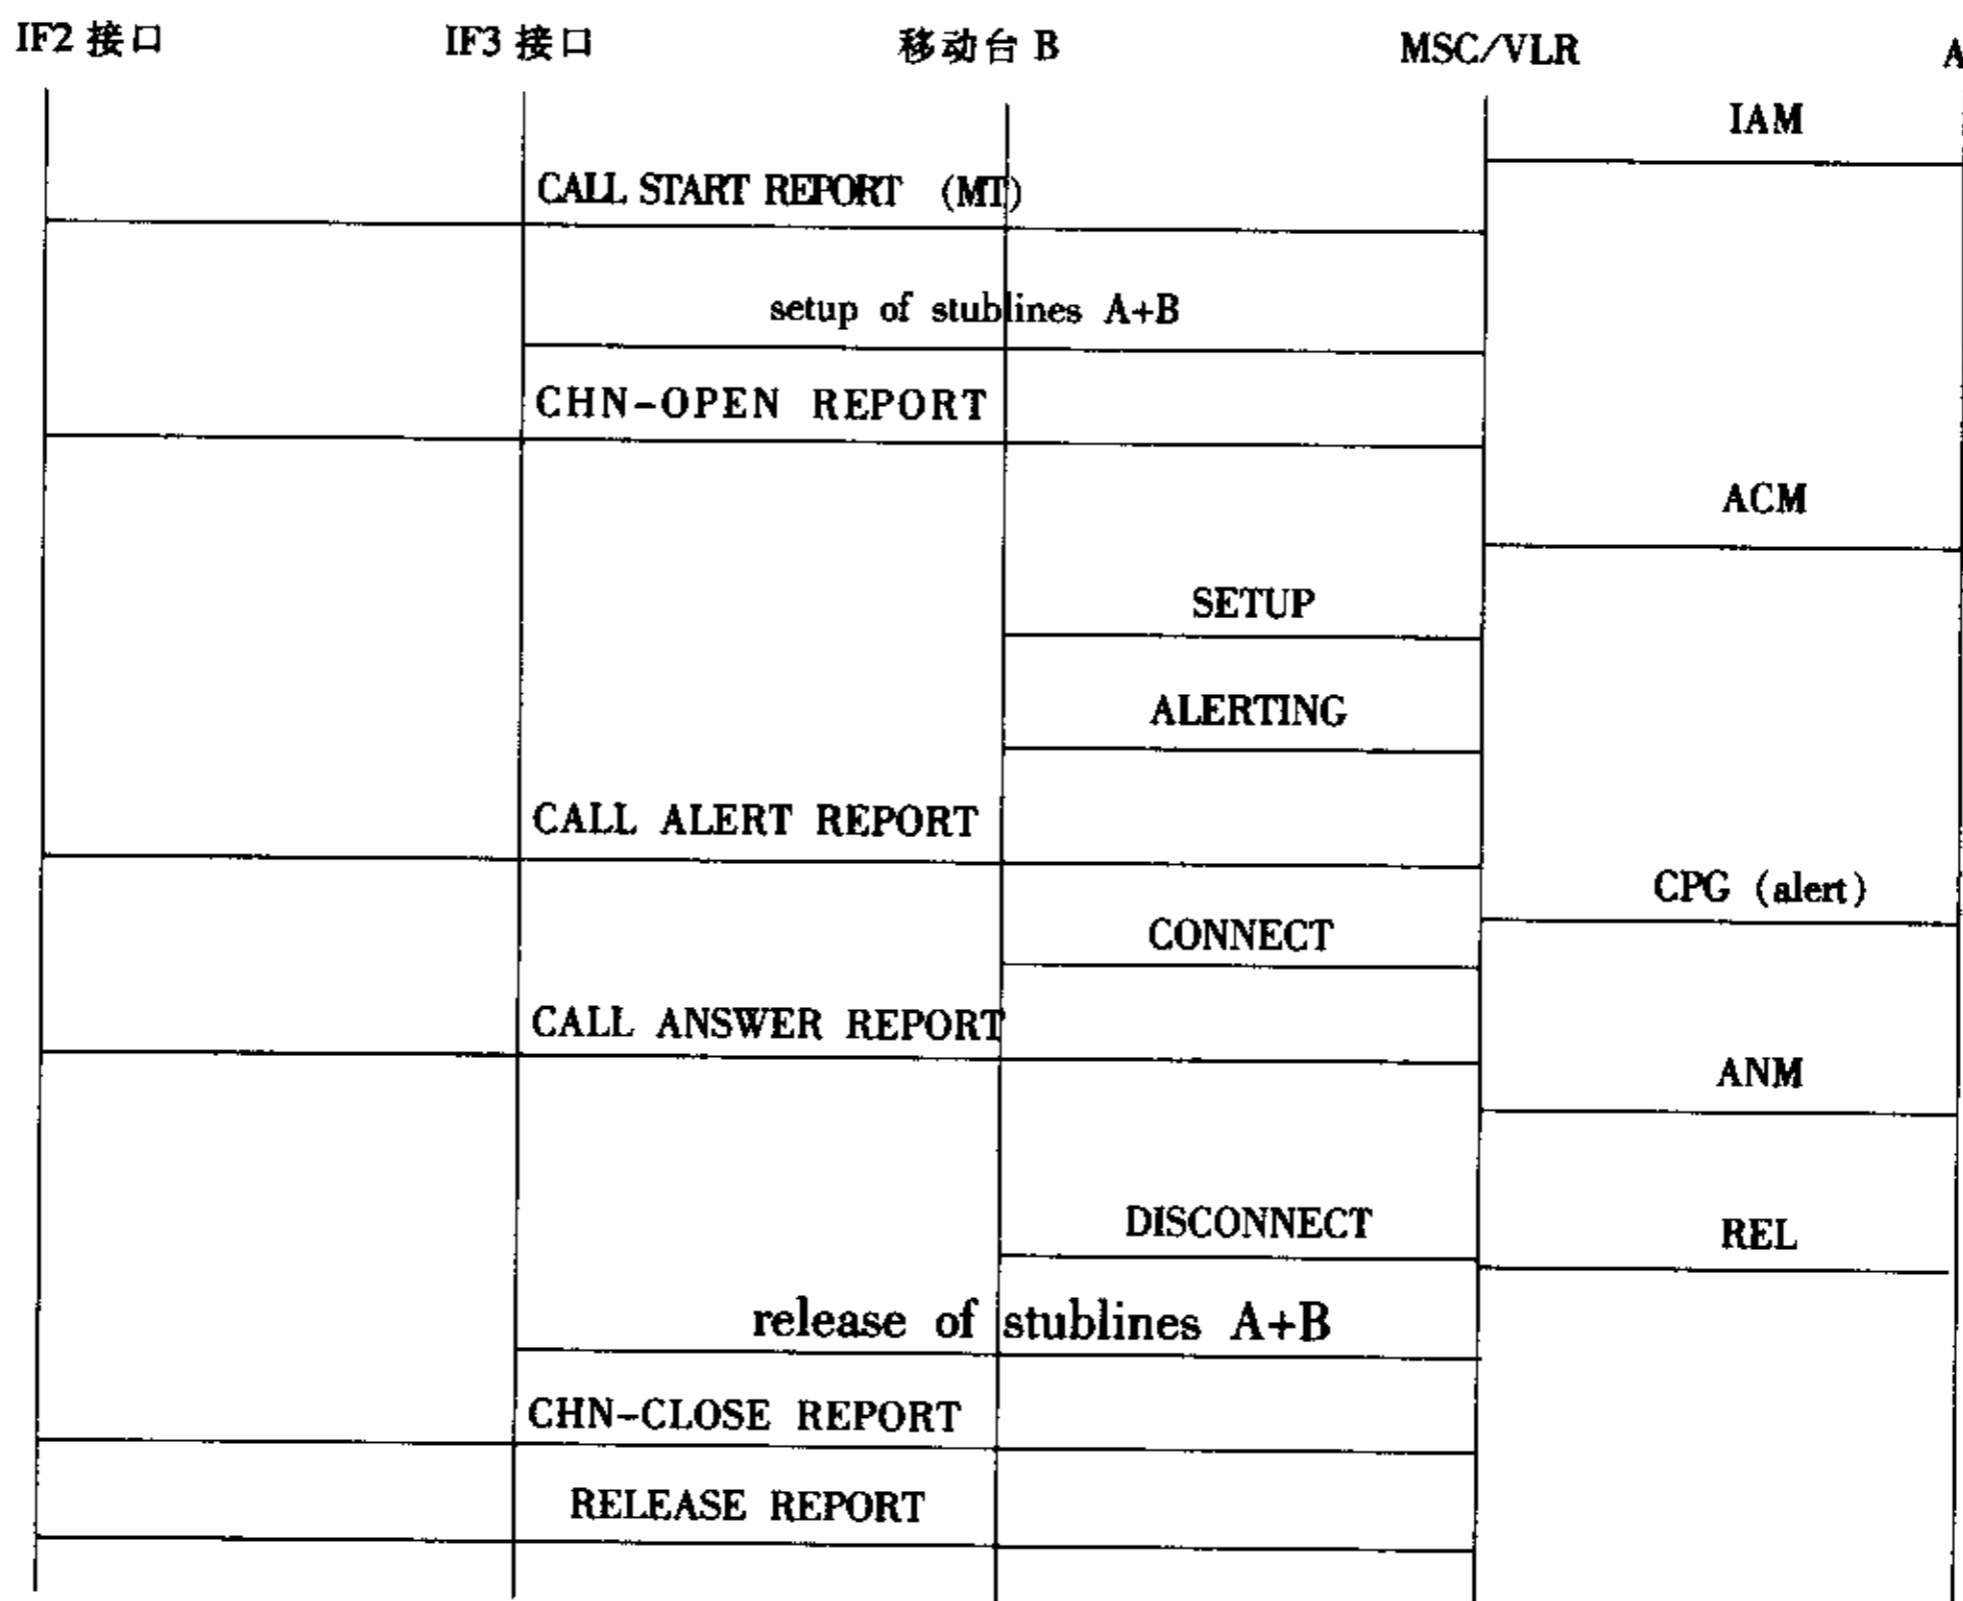 IF2 接口 IF3 接口 移动台 B MSC/VLR A
IAM
CALL START REPORT (MT)
setup of stublines A+B
CHN-OPEN REPORT
ACM
SETUP
ALERTING
CALL ALERT REPORT
CPG (alert)
CONNECT
CALL ANSWER REPORT
ANM
DISCONNECT
REL
release of stublines A+B
CHN-CLOSE REPORT
RELEASE REPORT